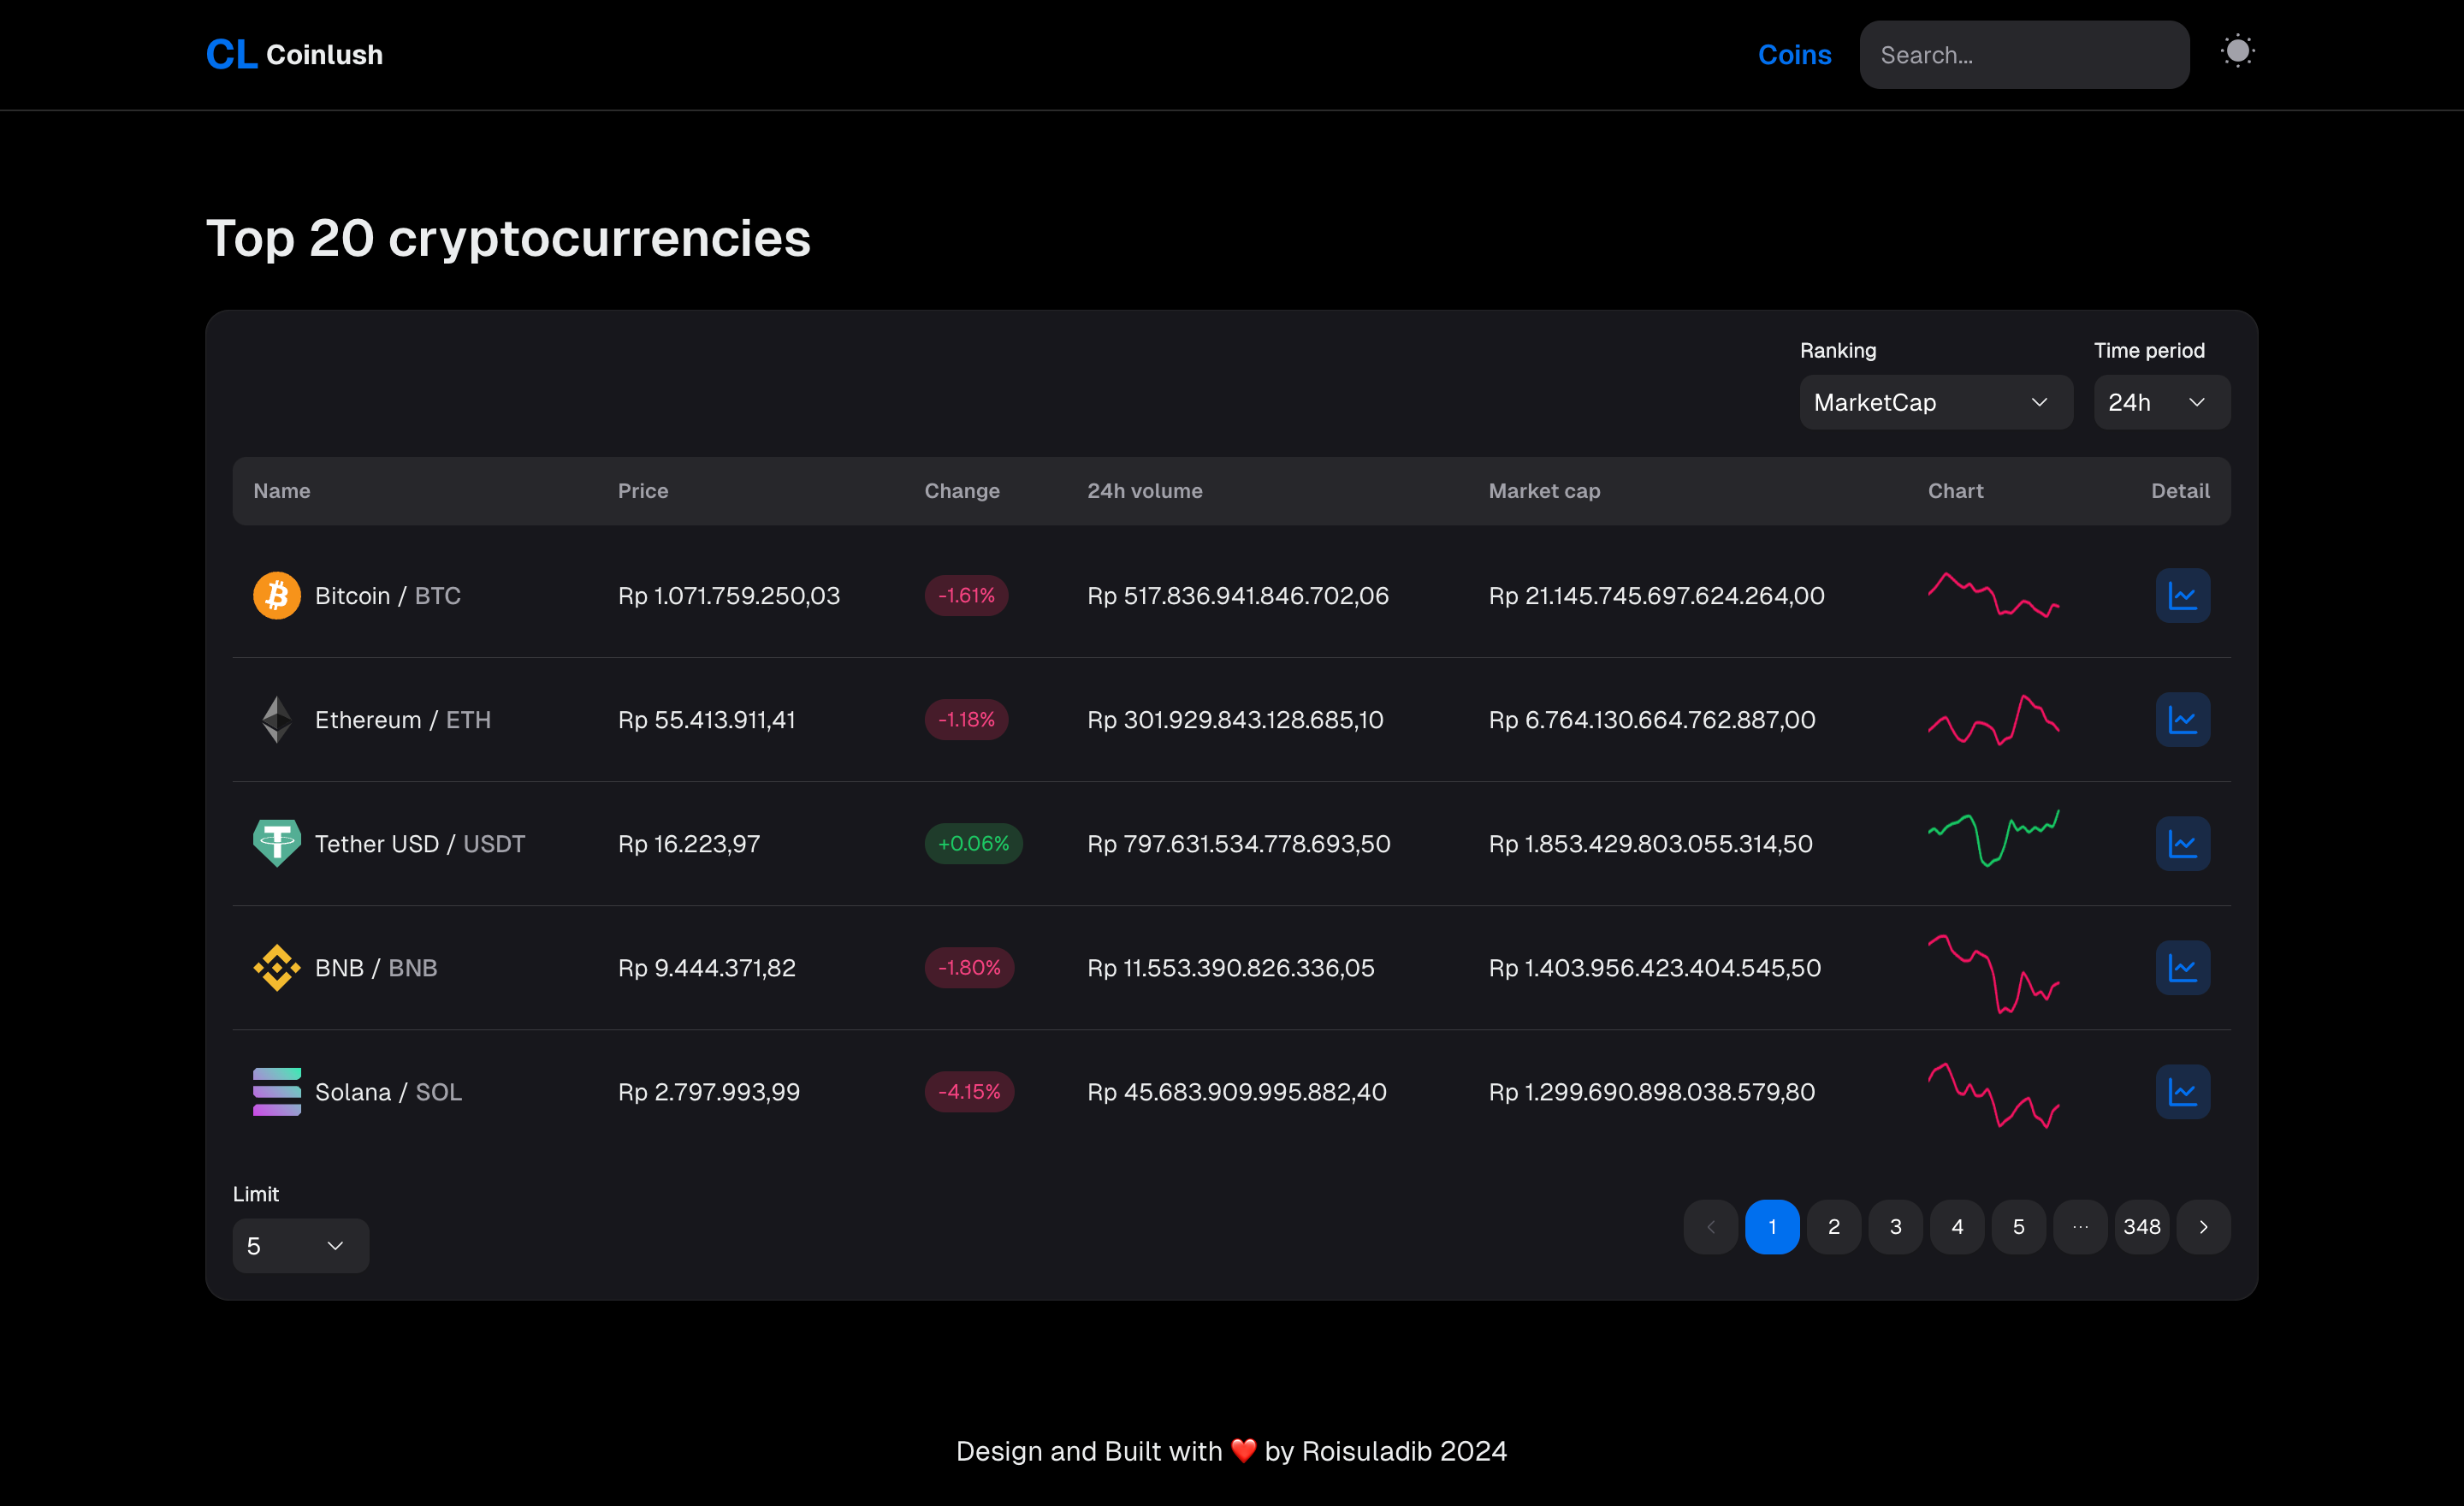 CL Coinlush
Coins
Search...
Top 20 cryptocurrencies
Ranking
Time period
MarketCap
24h
Name Price Change 24h volume Market cap Chart Detail
Bitcoin / BTC Rp 1.071.759.250,03 -1.61% Rp 517.836.941.846.702,06 Rp 21.145.745.697.624.264,00
Ethereum / ETH Rp 55.413.911,41 -1.18% Rp 301.929.843.128.685,10 Rp 6.764.130.664.762.887,00
Tether USD / USDT Rp 16.223,97 +0.06% Rp 797.631.534.778.693,50 Rp 1.853.429.803.055.314,50
BNB / BNB Rp 9.444.371,82 -1.80% Rp 11.553.390.826.336,05 Rp 1.403.956.423.404.545,50
Solana / SOL Rp 2.797.993,99 -4.15% Rp 45.683.909.995.882,40 Rp 1.299.690.898.038.579,80
Limit
5
1 2 3 4 5 ... 348
Design and Built with ❤️ by Roisuladib 2024